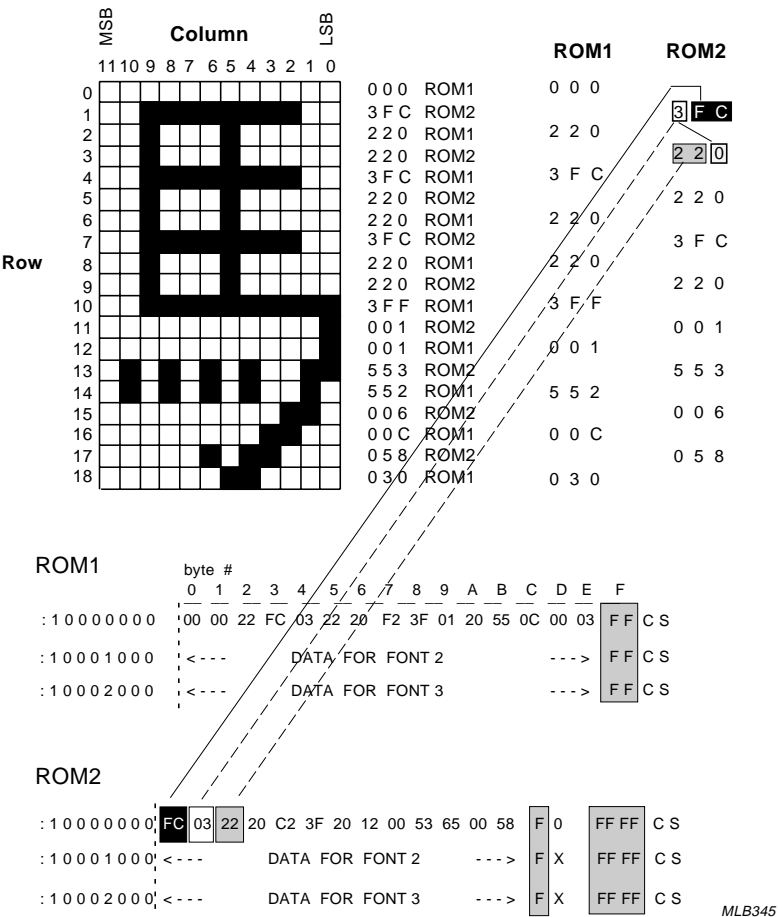 MSB Column LSB
ROM1 ROM2
11 10 9 8 7 6 5 4 3 2 1 0
0 0 0 0 ROM1 0 0 0
1 3 F C ROM2 3 F C
2 2 2 0 ROM1 2 2 0
3 2 2 0 ROM2 2 2 0
4 3 F C ROM1 3 F C
5 2 2 0 ROM2 2 2 0
6 2 2 0 ROM1 2 2 0
7 3 F C ROM2 3 F C
Row 8 2 2 0 ROM1 2 2 0
9 2 2 0 ROM2 2 2 0
10 3 F F ROM1 3 F F
11 0 0 1 ROM2 0 0 1
12 0 0 1 ROM1 0 0 1
13 5 5 3 ROM2 5 5 3
14 5 5 2 ROM1 5 5 2
15 0 0 6 ROM2 0 0 6
16 0 0 C ROM1 0 0 C
17 0 5 8 ROM2 0 5 8
18 0 3 0 ROM1 0 3 0
ROM1
byte #
0 1 2 3 4 5 6 7 8 9 A B C D E F
:10000000 00 00 22 FC 03 22 20 F2 3F 01 20 55 0C 00 03 FF CS
:10001000 <--- DATA FOR FONT 2 ---> FF CS
:10002000 <--- DATA FOR FONT 3 ---> FF CS
ROM2
:10000000 FC 03 22 20 C2 3F 20 12 00 53 65 00 58 F 0 FF FF CS
:10001000 <--- DATA FOR FONT 2 ---> F X FF FF CS
:10002000 <--- DATA FOR FONT 3 ---> F X FF FF CS
MLB345